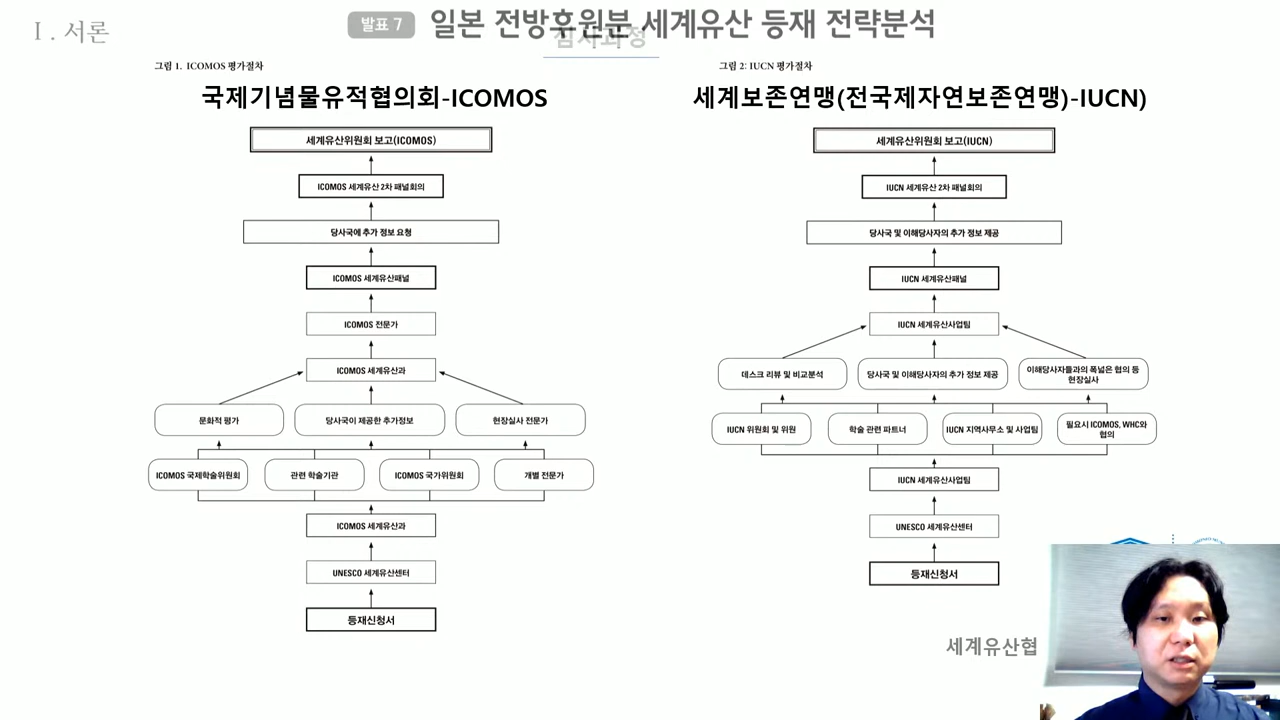 Ⅰ. 서론
발표 7 일본 전방후원분 세계유산 등재 전략분석
심사과정
그림 1. ICOMOS 평가절차
국제기념물유적협의회-ICOMOS
세계유산위원회 보고(ICOMOS)
ICOMOS 세계유산 2차 패널회의
당사국에 추가 정보 요청
ICOMOS 세계유산패널
ICOMOS 전문가
ICOMOS 세계유산과
문화적 평가
당사국이 제공한 추가정보
현장실사 전문가
ICOMOS 국제학술위원회
관련 학술기관
ICOMOS 국가위원회
개별 전문가
ICOMOS 세계유산과
UNESCO 세계유산센터
등재신청서
그림 2: IUCN 평가절차
세계보존연맹(전국제자연보존연맹)-IUCN)
세계유산위원회 보고(IUCN)
IUCN 세계유산 2차 패널회의
당사국 및 이해당사자의 추가 정보 제공
IUCN 세계유산패널
IUCN 세계유산사업팀
데스크 리뷰 및 비교분석
당사국 및 이해당사자의 추가 정보 제공
이해당사자들과의 폭넓은 협의 등
현장실사
IUCN 위원회 및 위원
학술 관련 파트너
IUCN 지역사무소 및 사업팀
필요시 ICOMOS, WHC와
협의
IUCN 세계유산사업팀
UNESCO 세계유산센터
등재신청서
세계유산협